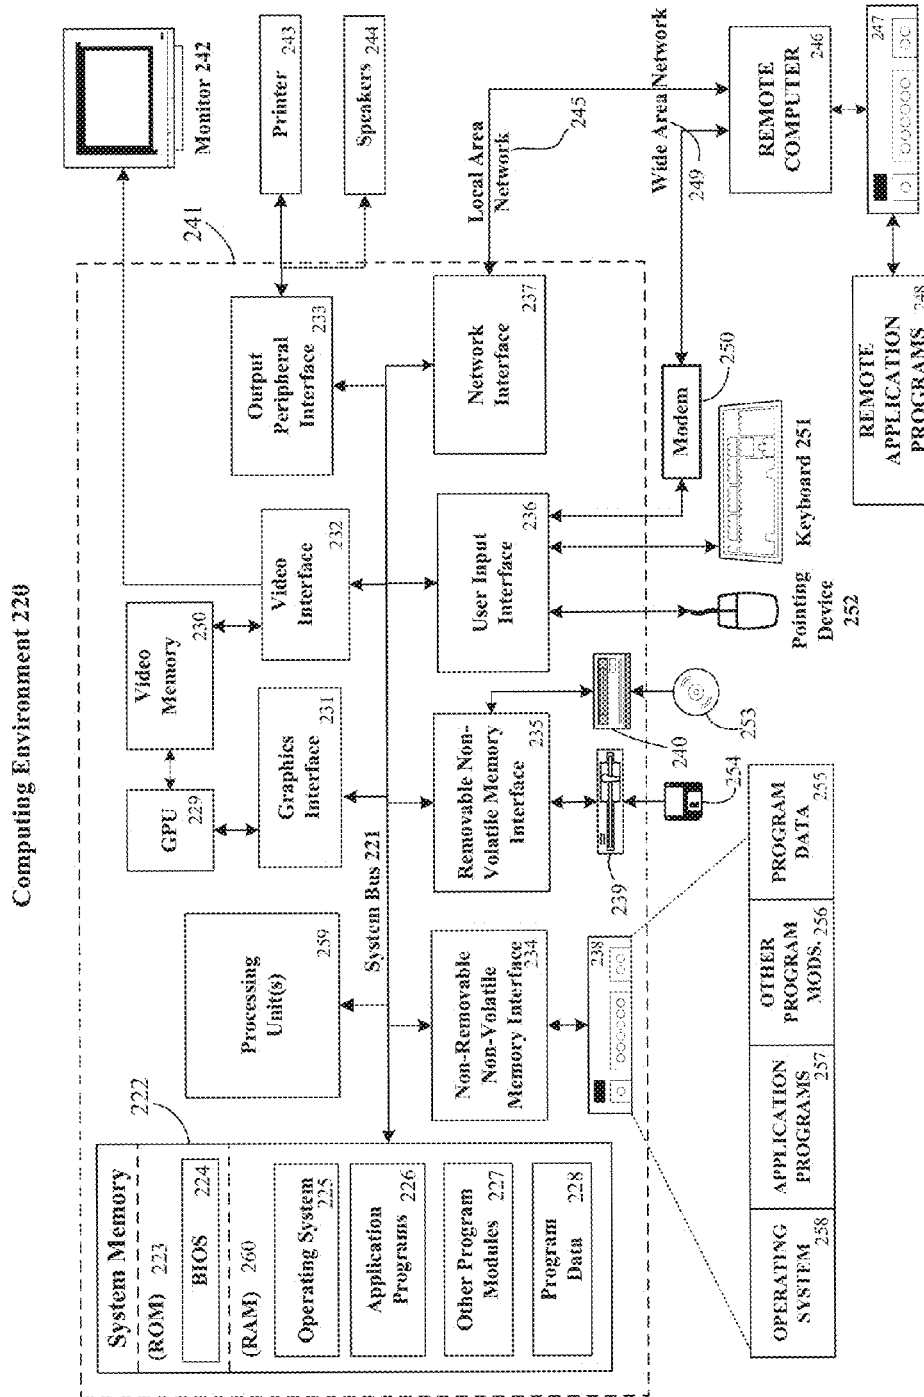 Computing Environment 220
222
System Memory
(ROM) 223
BIOS 224
(RAM) 260
Operating System
225
Application
Programs 226
Other Program
Modules 227
Program
Data 228
Processing
Unit(s)
259
GPU
229
Video
Memory
230
Graphics
Interface
231
Video
Interface
232
Output
Peripheral
Interface
233
241
Monitor 242
Printer
243
Speakers
244
System Bus 221
Non-Removable
Non-Volatile
Memory Interface
234
Removable Non-
Volatile Memory
Interface
235
User Input
Interface
236
Network
Interface
237
Local Area
Network
245
Wide Area Network
249
238
239
240
254
253
Pointing
Device
252
Keyboard 251
Modem
250
REMOTE
COMPUTER
246
247
REMOTE
APPLICATION
PROGRAMS 248
OPERATING
SYSTEM
258
APPLICATION
PROGRAMS
257
OTHER
PROGRAM
MODS. 256
PROGRAM
DATA
255